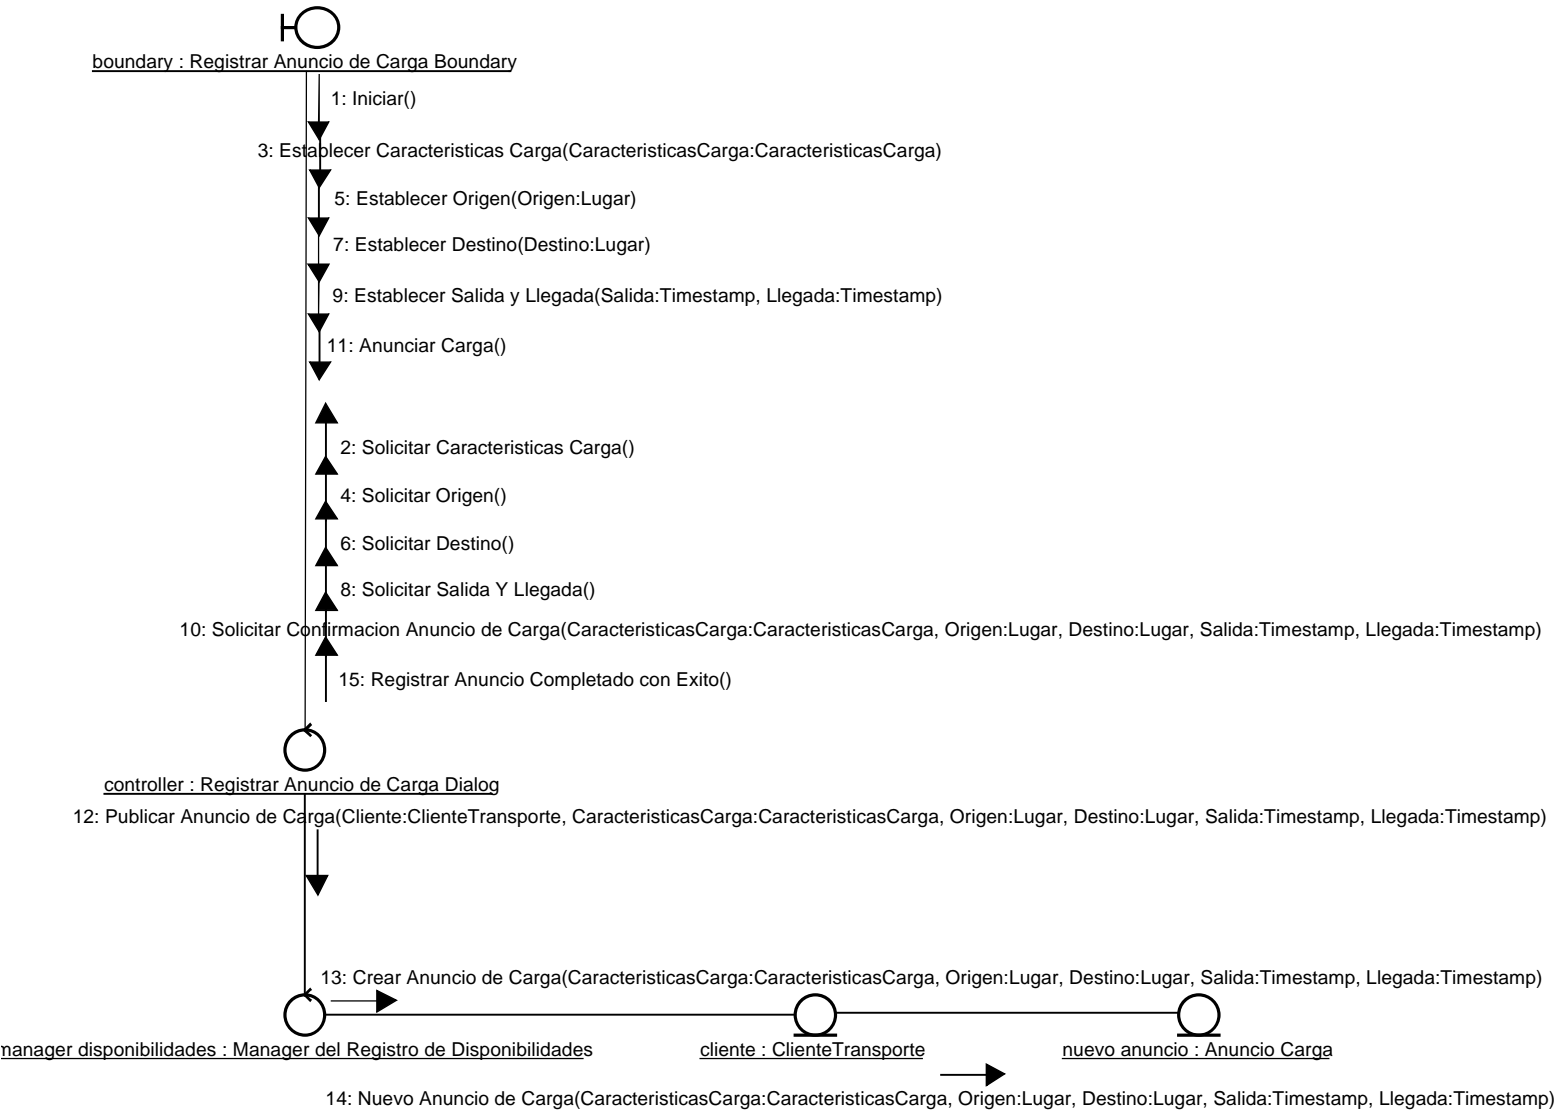 boundary : Registrar Anuncio de Carga Boundary
1: Iniciar()
3: Establecer Caracteristicas Carga(CaracteristicasCarga:CaracteristicasCarga)
5: Establecer Origen(Origen:Lugar)
7: Establecer Destino(Destino:Lugar)
9: Establecer Salida y Llegada(Salida:Timestamp, Llegada:Timestamp)
11: Anunciar Carga()
2: Solicitar Caracteristicas Carga()
4: Solicitar Origen()
6: Solicitar Destino()
8: Solicitar Salida Y Llegada()
10: Solicitar Confirmacion Anuncio de Carga(CaracteristicasCarga:CaracteristicasCarga, Origen:Lugar, Destino:Lugar, Salida:Timestamp, Llegada:Timestamp)
15: Registrar Anuncio Completado con Exito()
controller : Registrar Anuncio de Carga Dialog
12: Publicar Anuncio de Carga(Cliente:ClienteTransporte, CaracteristicasCarga:CaracteristicasCarga, Origen:Lugar, Destino:Lugar, Salida:Timestamp, Llegada:Timestamp)
13: Crear Anuncio de Carga(CaracteristicasCarga:CaracteristicasCarga, Origen:Lugar, Destino:Lugar, Salida:Timestamp, Llegada:Timestamp)
manager disponibilidades : Manager del Registro de Disponibilidades
cliente : ClienteTransporte
nuevo anuncio : Anuncio Carga
14: Nuevo Anuncio de Carga(CaracteristicasCarga:CaracteristicasCarga, Origen:Lugar, Destino:Lugar, Salida:Timestamp, Llegada:Timestamp)